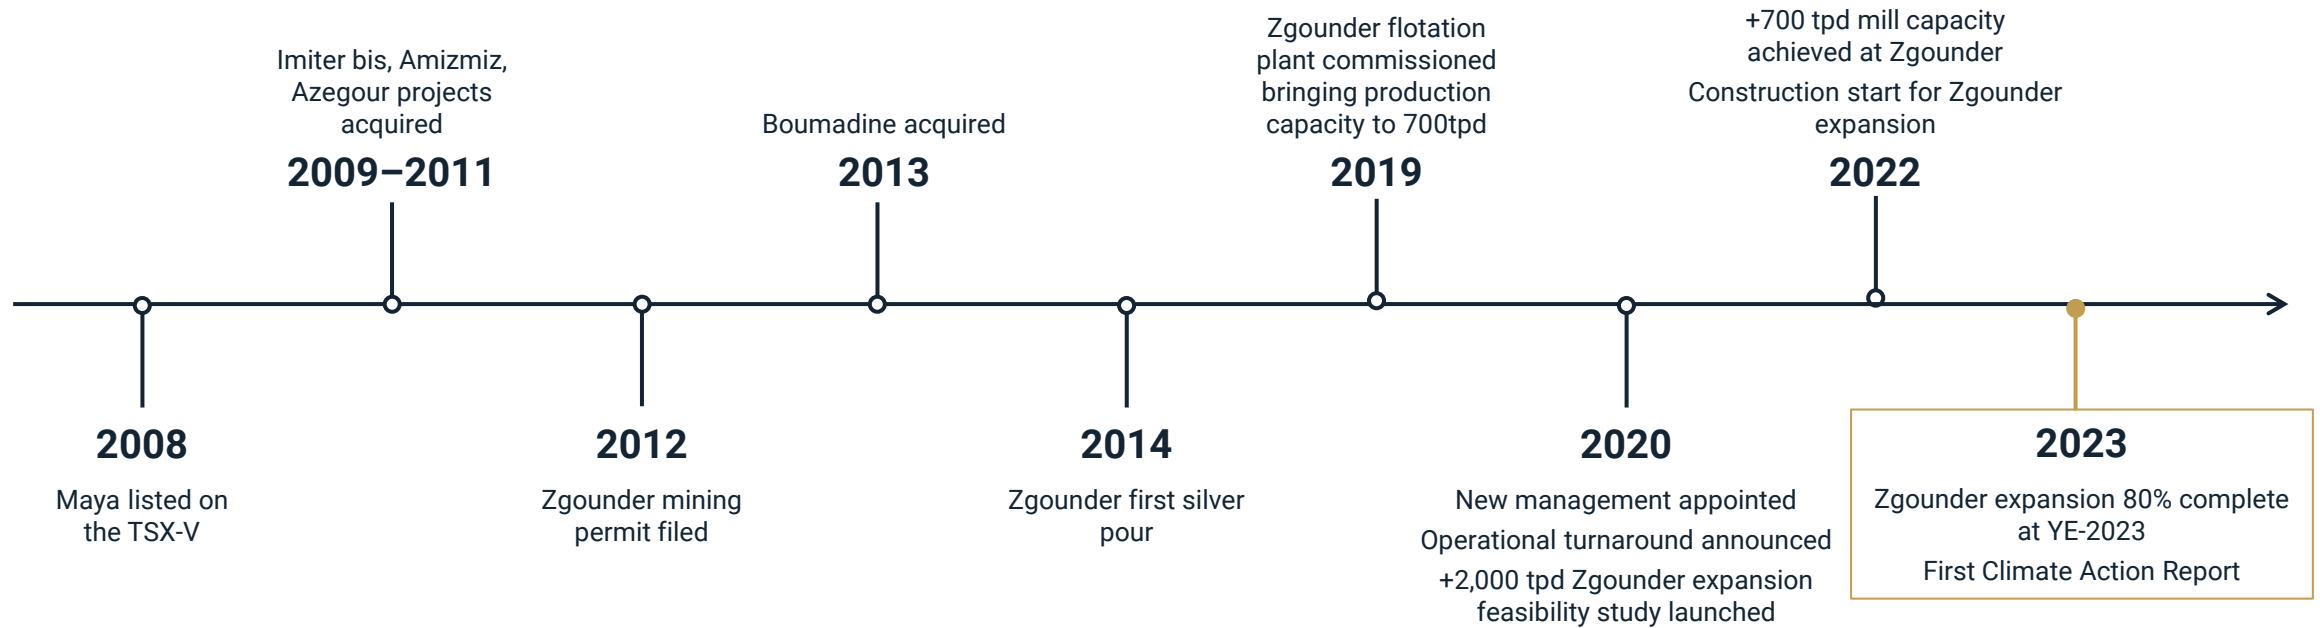 Imiter bis, Amizmiz,
Azegour projects
acquired
2009–2011
Boumadine acquired
2013
Zgounder flotation
plant commissioned
bringing production
capacity to 700tpd
2019
+700 tpd mill capacity
achieved at Zgounder
Construction start for Zgounder
expansion
2022
2008
Maya listed on
the TSX-V
2012
Zgounder mining
permit filed
2014
Zgounder first silver
pour
2020
New management appointed
Operational turnaround announced
+2,000 tpd Zgounder expansion
feasibility study launched
2023
Zgounder expansion 80% complete
at YE-2023
First Climate Action Report